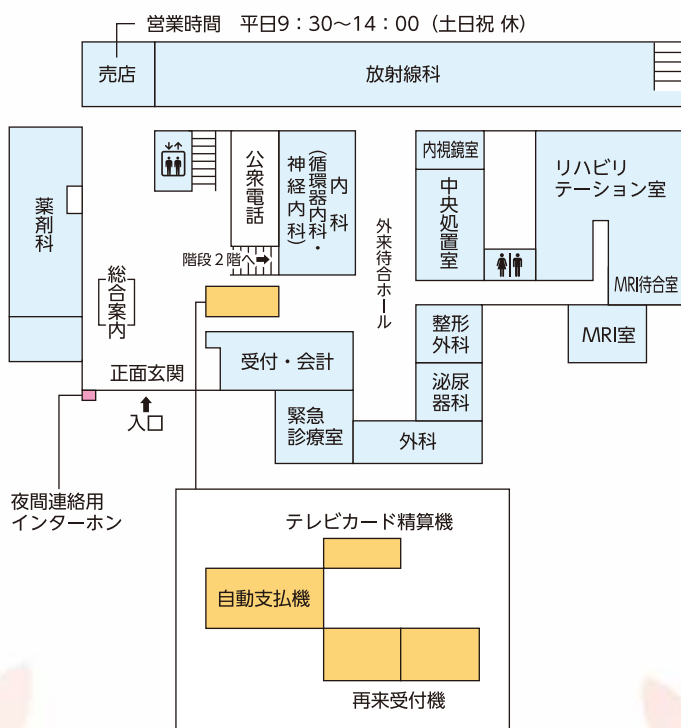 営業時間 平日9：30～14：00（土日祝 休）
売店
放射線科
薬剤科
公衆電話
内科
（循環器内科・
神経内科）
階段２階へ➡
外来待合ホール
内視鏡室
中央処置室
リハビリ
テーション室
MRI待合室
MRI室
総合案内
整形
外科
泌尿
器科
受付・会計
正面玄関
入口
緊急
診療室
外科
夜間連絡用
インターホン
テレビカード精算機
自動支払機
再来受付機